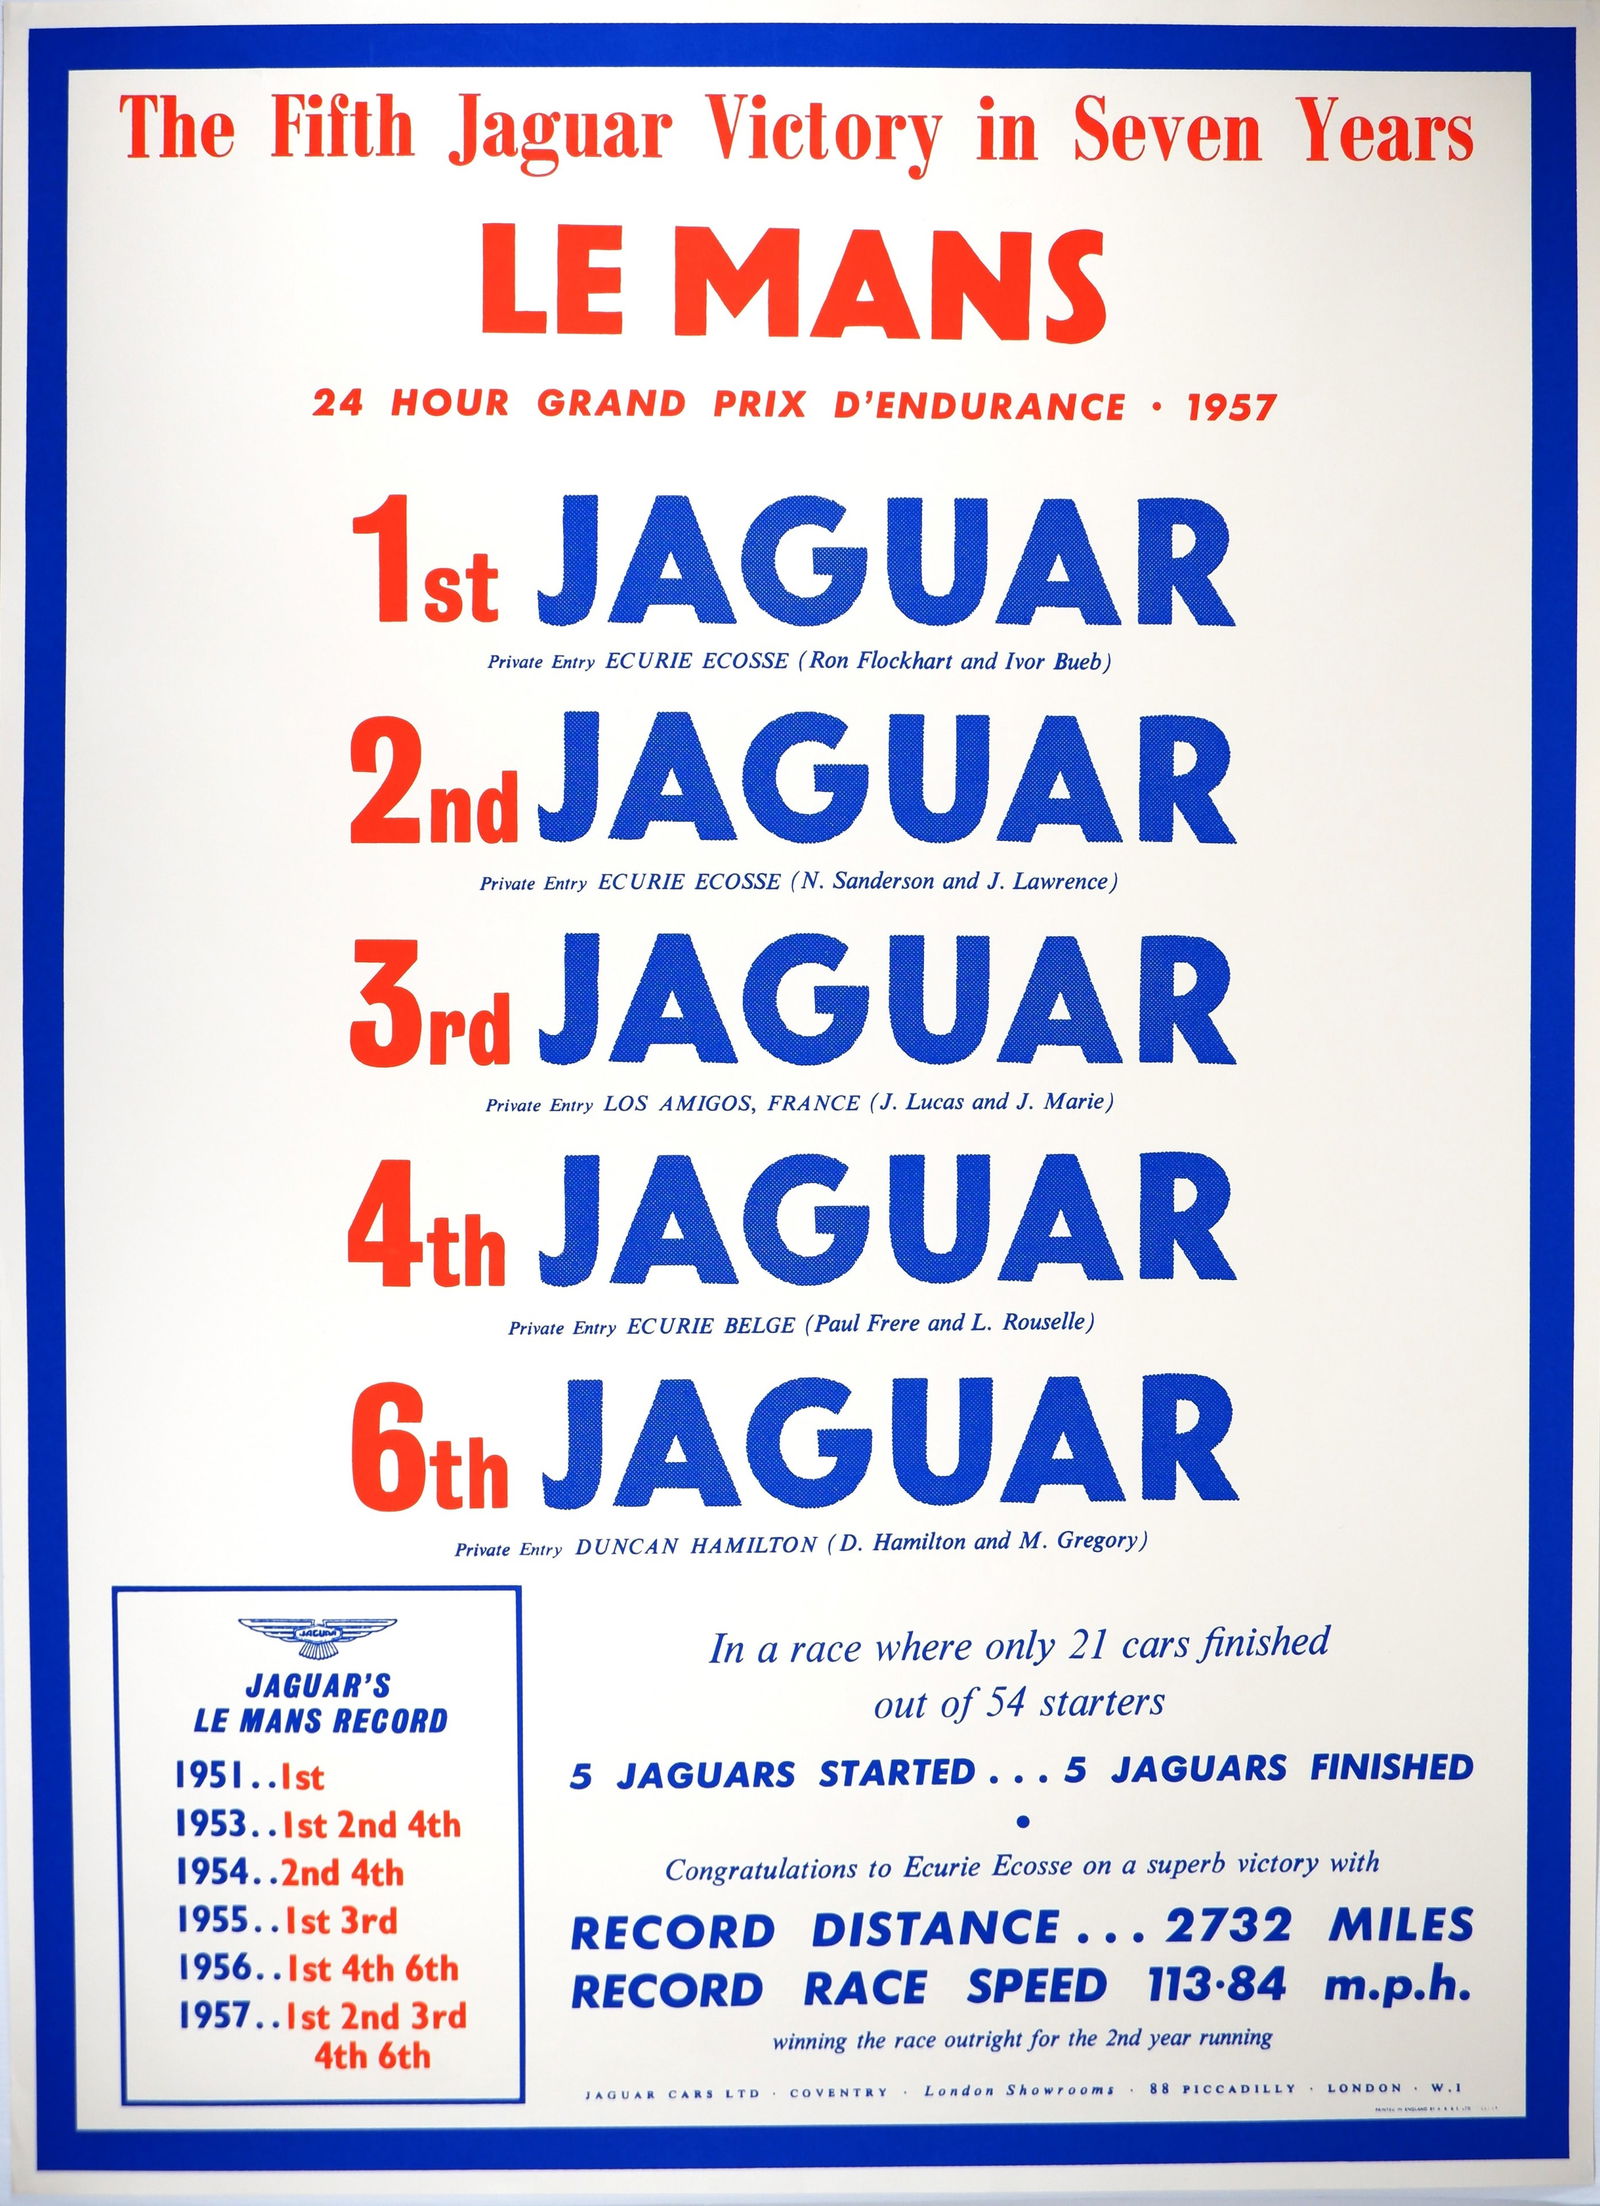 The Fifth Jaguar Victory in Seven Years
LE MANS
24 HOUR GRAND PRIX D'ENDURANCE · 1957
1st JAGUAR
Private Entry ECURIE ECOSSE (Ron Flockhart and Ivor Bueb)
2nd JAGUAR
Private Entry ECURIE ECOSSE (N. Sanderson and J. Lawrence)
3rd JAGUAR
Private Entry LOS AMIGOS, FRANCE (J. Lucas and J. Marie)
4th JAGUAR
Private Entry ECURIE BELGE (Paul Frere and L. Rouselle)
6th JAGUAR
Private Entry DUNCAN HAMILTON (D. Hamilton and M. Gregory)
JAGUAR
JAGUAR'S
LE MANS RECORD
1951..1st
1953..1st 2nd 4th
1954..2nd 4th
1955..1st 3rd
1956..1st 4th 6th
1957..1st 2nd 3rd
4th 6th
In a race where only 21 cars finished
out of 54 starters
5 JAGUARS STARTED...5 JAGUARS FINISHED
•
Congratulations to Ecurie Ecosse on a superb victory with
RECORD DISTANCE...2732 MILES
RECORD RACE SPEED 113·84 m.p.h.
winning the race outright for the 2nd year running
JAGUAR CARS LTD · COVENTRY · London Showrooms · 88 PICCADILLY · LONDON · W.1
PRINTED IN ENGLAND BY